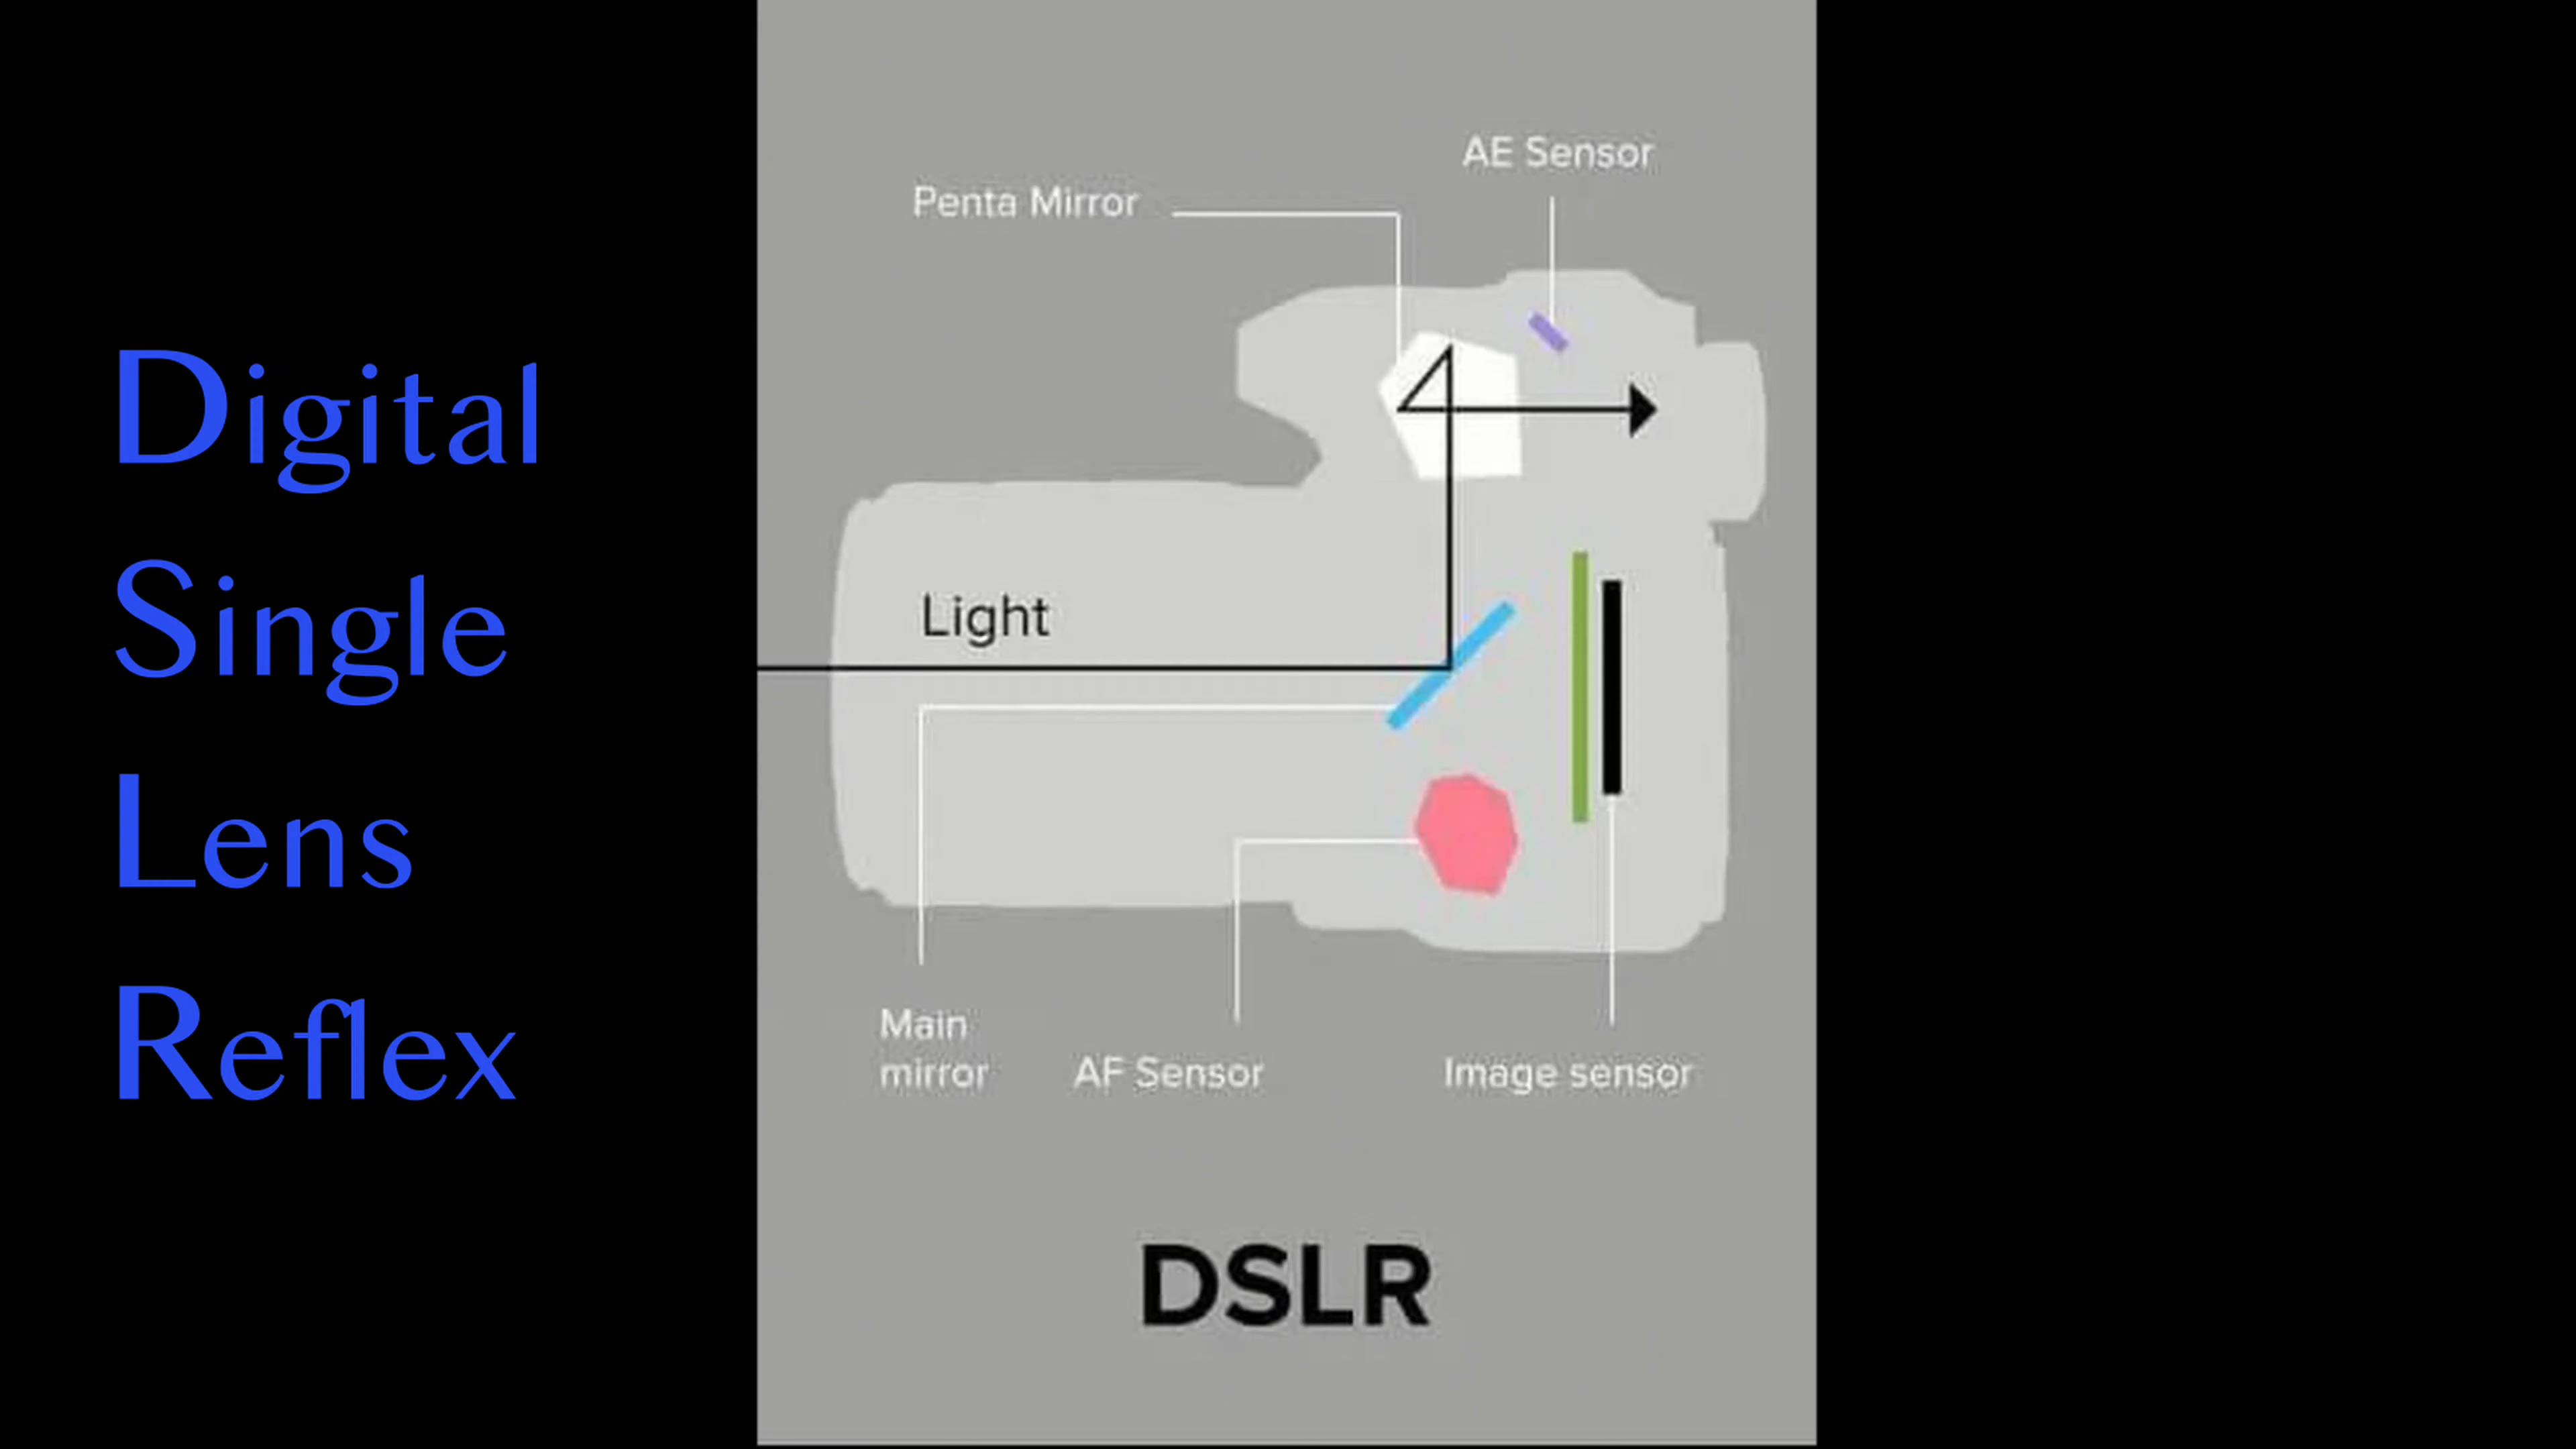 Digital
Single
Lens
Reflex
AE Sensor
Penta Mirror
Light
Main
mirror
AF Sensor
Image sensor
DSLR